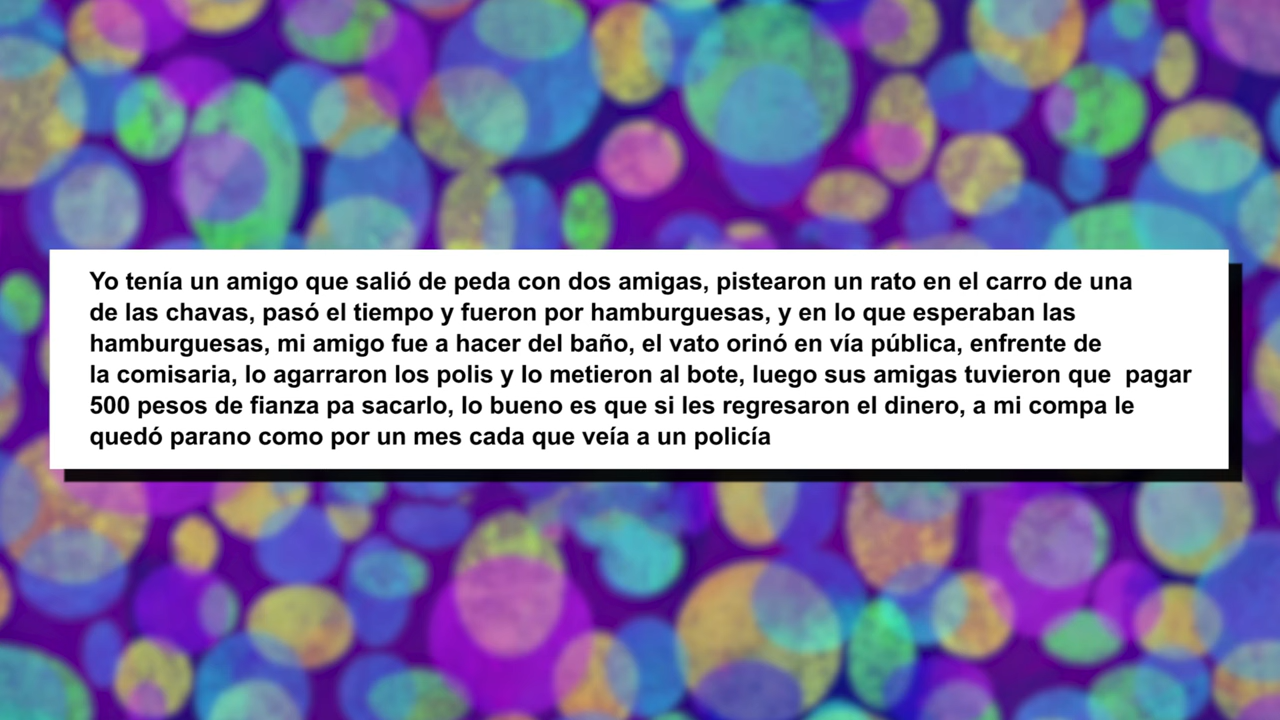 Yo tenía un amigo que salió de peda con dos amigas, pistearon un rato en el carro de una
de las chavas, pasó el tiempo y fueron por hamburguesas, y en lo que esperaban las
hamburguesas, mi amigo fue a hacer del baño, el vato orinó en vía pública, enfrente de
la comisaria, lo agarraron los polis y lo metieron al bote, luego sus amigas tuvieron que  pagar
500 pesos de fianza pa sacarlo, lo bueno es que si les regresaron el dinero, a mi compa le
quedó parano como por un mes cada que veía a un policía